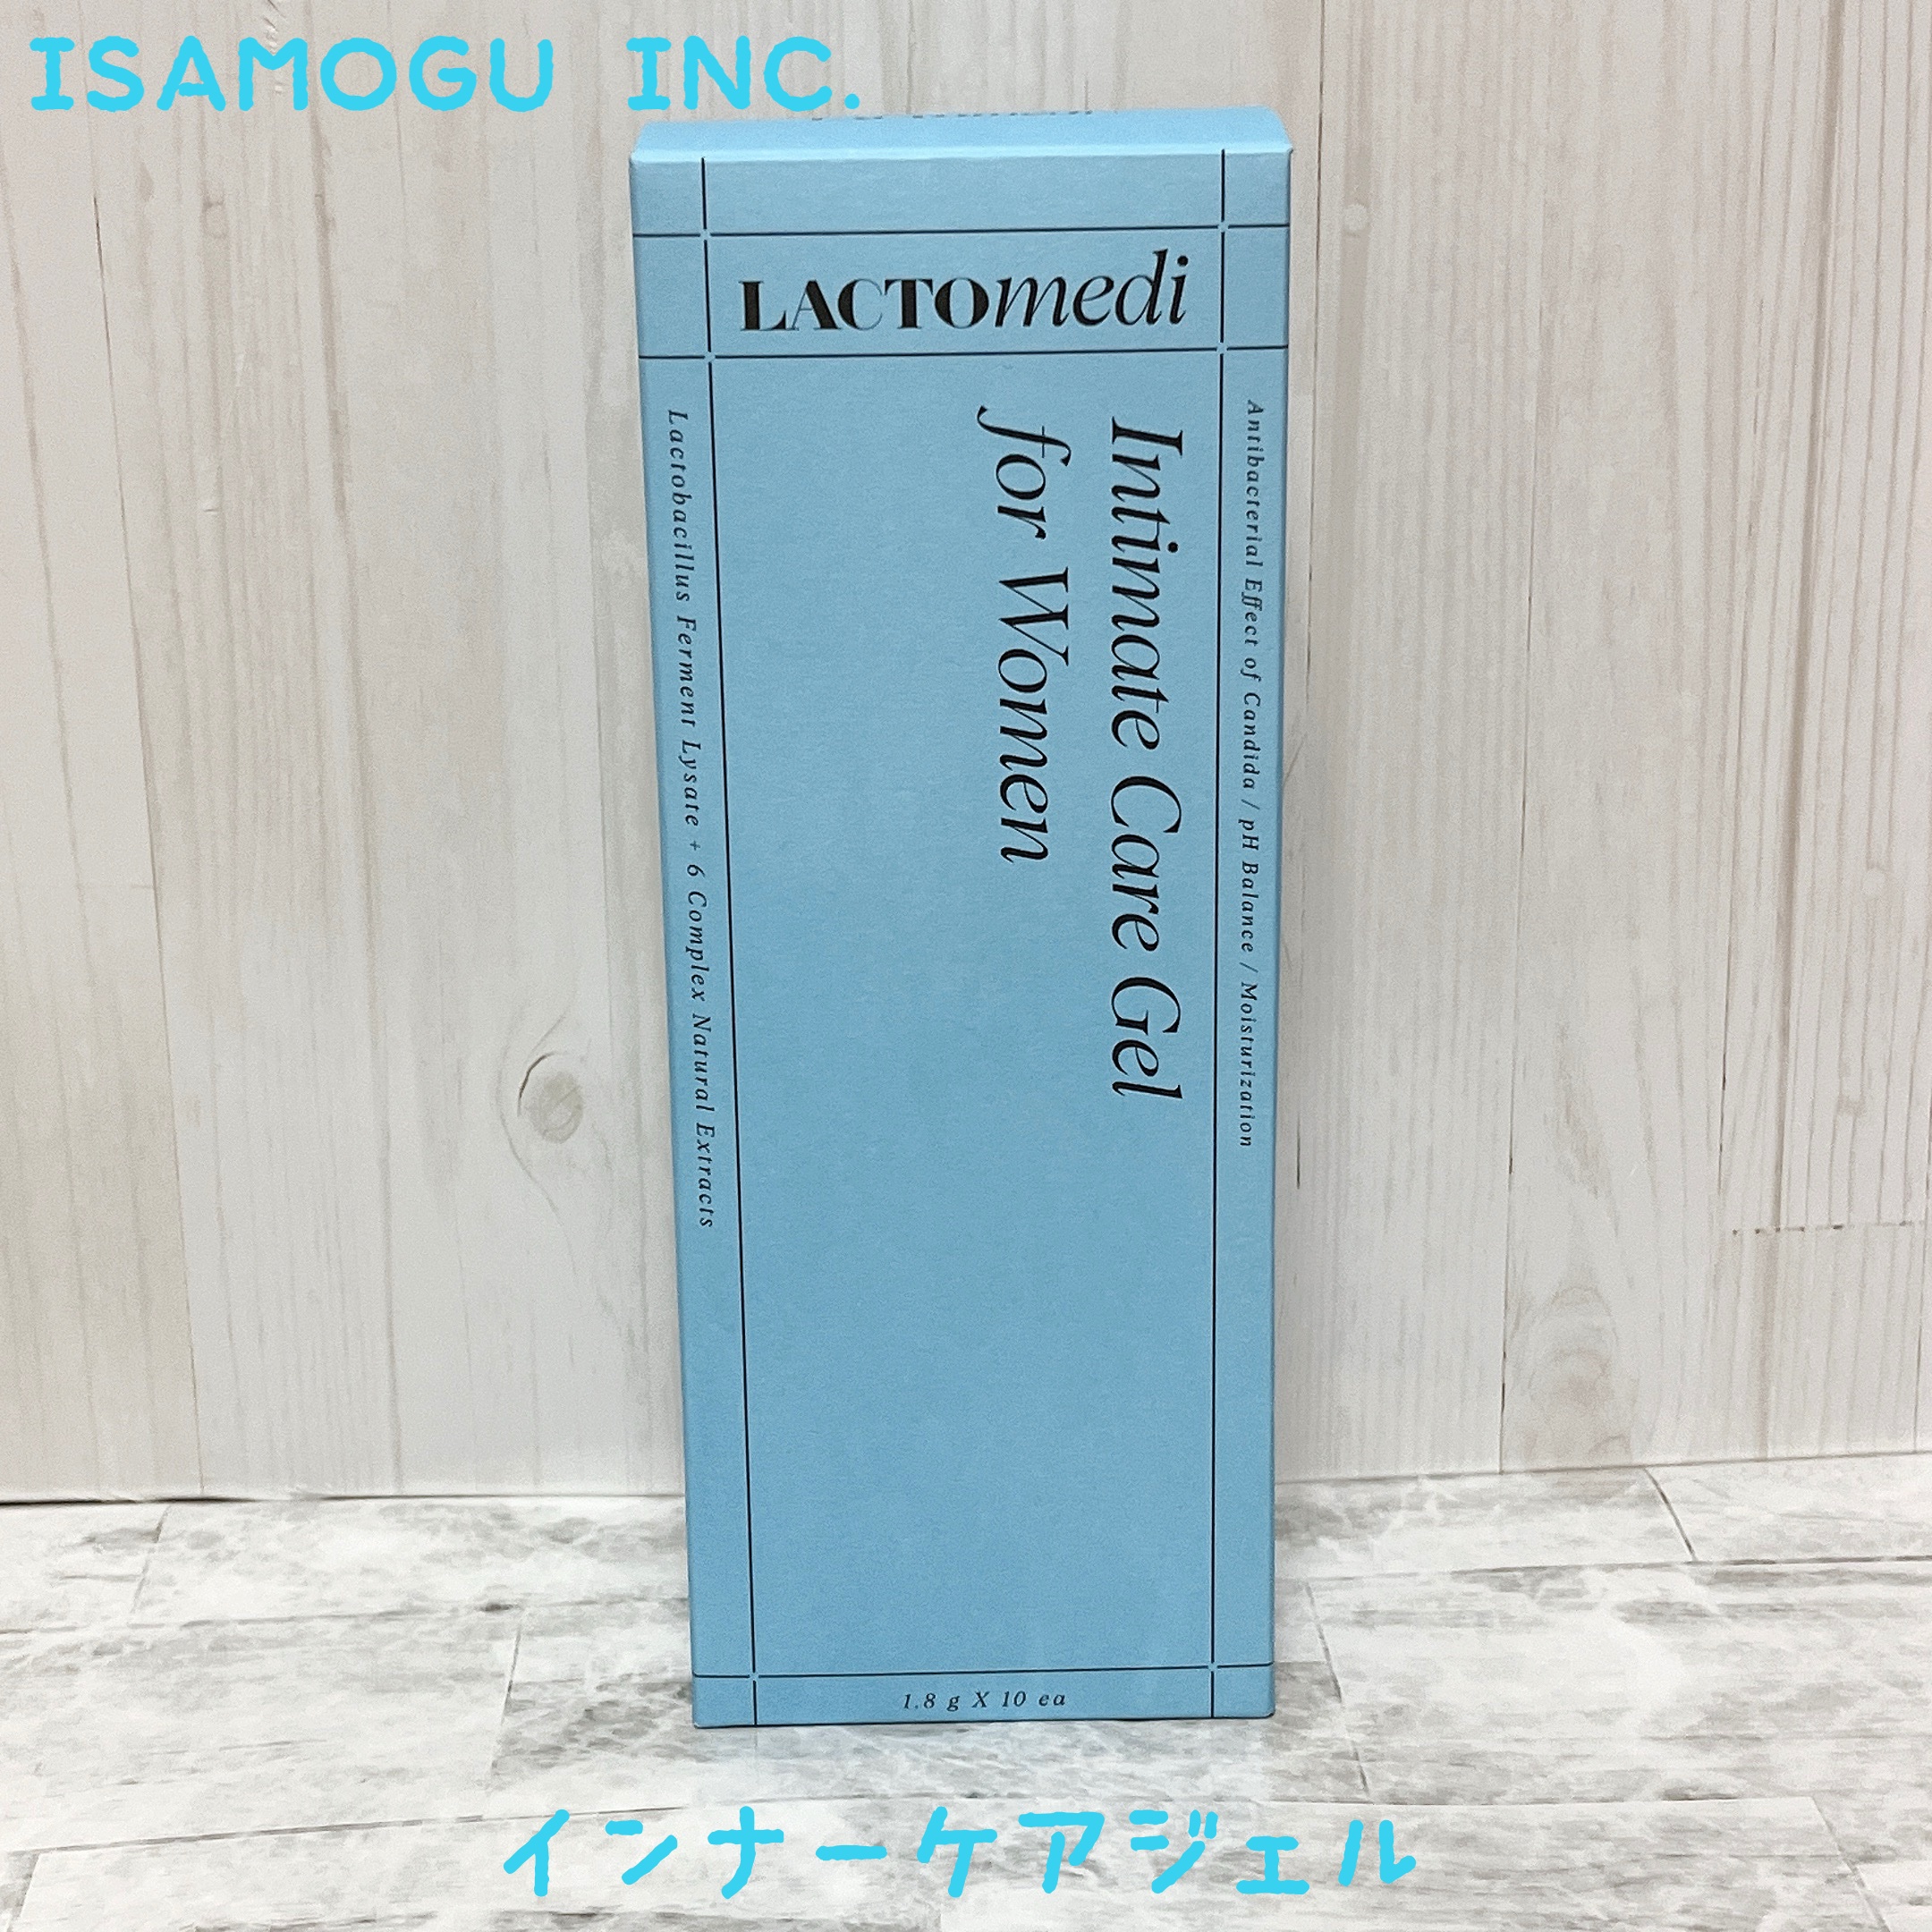 ISAMOGU INC.
LACTOmedi
Intimate Care Gel
for Women
Antibacterial Effect of Candida / pH Balance / Moisturization
Lactobacillus Ferment Lysate + 6 Complex Natural Extracts
1.8 g X 10 ea
インナーケアジェル